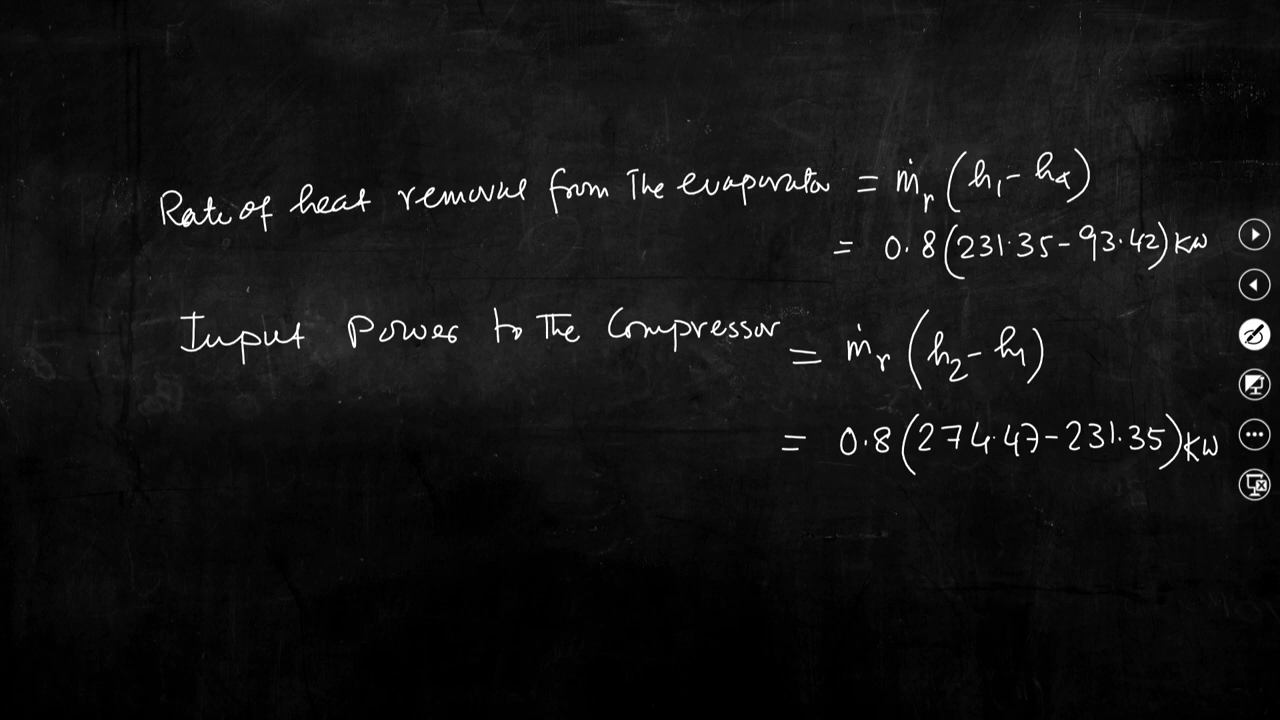 Rate of heat removal from The evaporator = ṁr (h1 - h4)
= 0.8 (231.35 - 93.42) KW
Input Power to The Compressor = ṁr (h2 - h1)
= 0.8 (274.47 - 231.35) KW